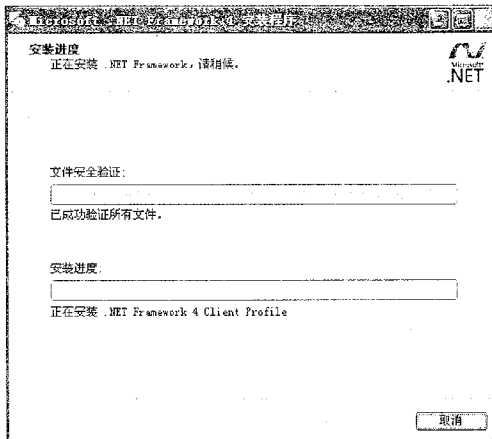 Microsoft .NET Framework 4 安装程序
安装进度
正在安装 .NET Framework，请稍候。
Microsoft
.NET
文件安全验证:
已成功验证所有文件。
安装进度:
正在安装 .NET Framework 4 Client Profile
取消